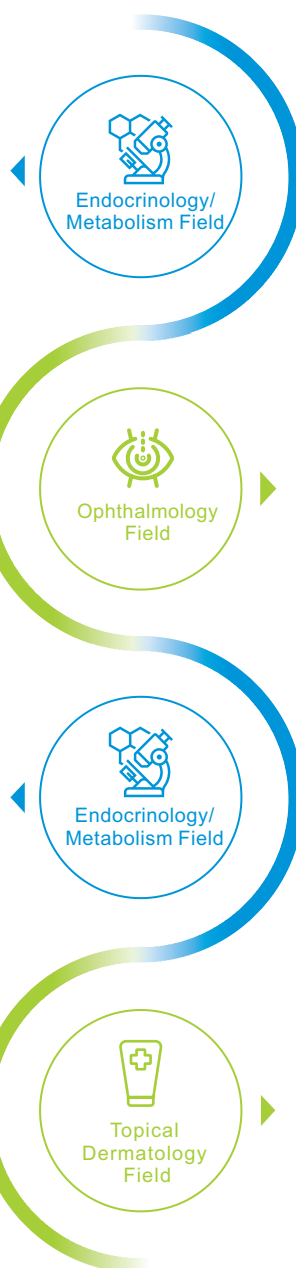 Endocrinology/
Metabolism Field
Ophthalmology
Field
Endocrinology/
Metabolism Field
Topical
Dermatology
Field